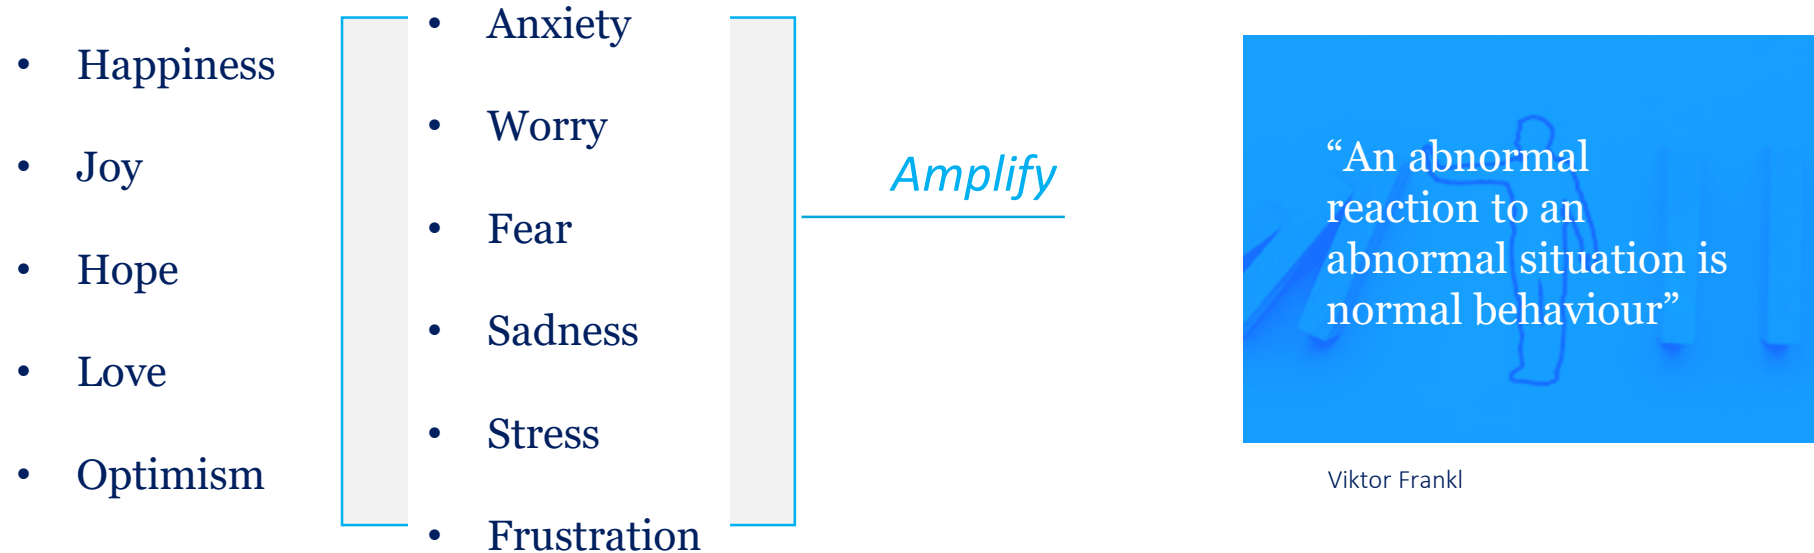 • Happiness
• Joy
• Hope
• Love
• Optimism
• Anxiety
• Worry
• Fear
• Sadness
• Stress
• Frustration
Amplify
“An abnormal
reaction to an
abnormal situation is
normal behaviour”
Viktor Frankl